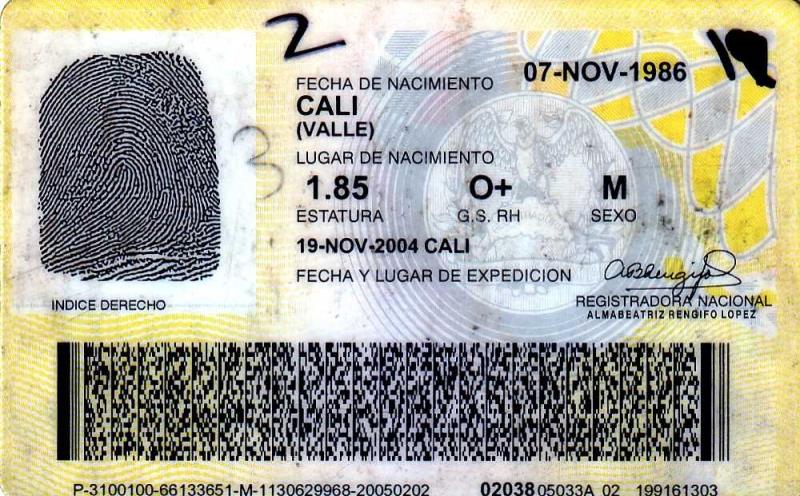 2
07-NOV-1986
FECHA DE NACIMIENTO
CALI
(VALLE)
3
LUGAR DE NACIMIENTO
1.85 O+ M
ESTATURA G.S. RH SEXO
19-NOV-2004 CALI
FECHA Y LUGAR DE EXPEDICION
REGISTRADORA NACIONAL
ALMABEATRIZ RENGIFO LOPEZ
INDICE DERECHO
P-3100100-66133651-M-1130629968-20050202 0203805033A 02 199161303